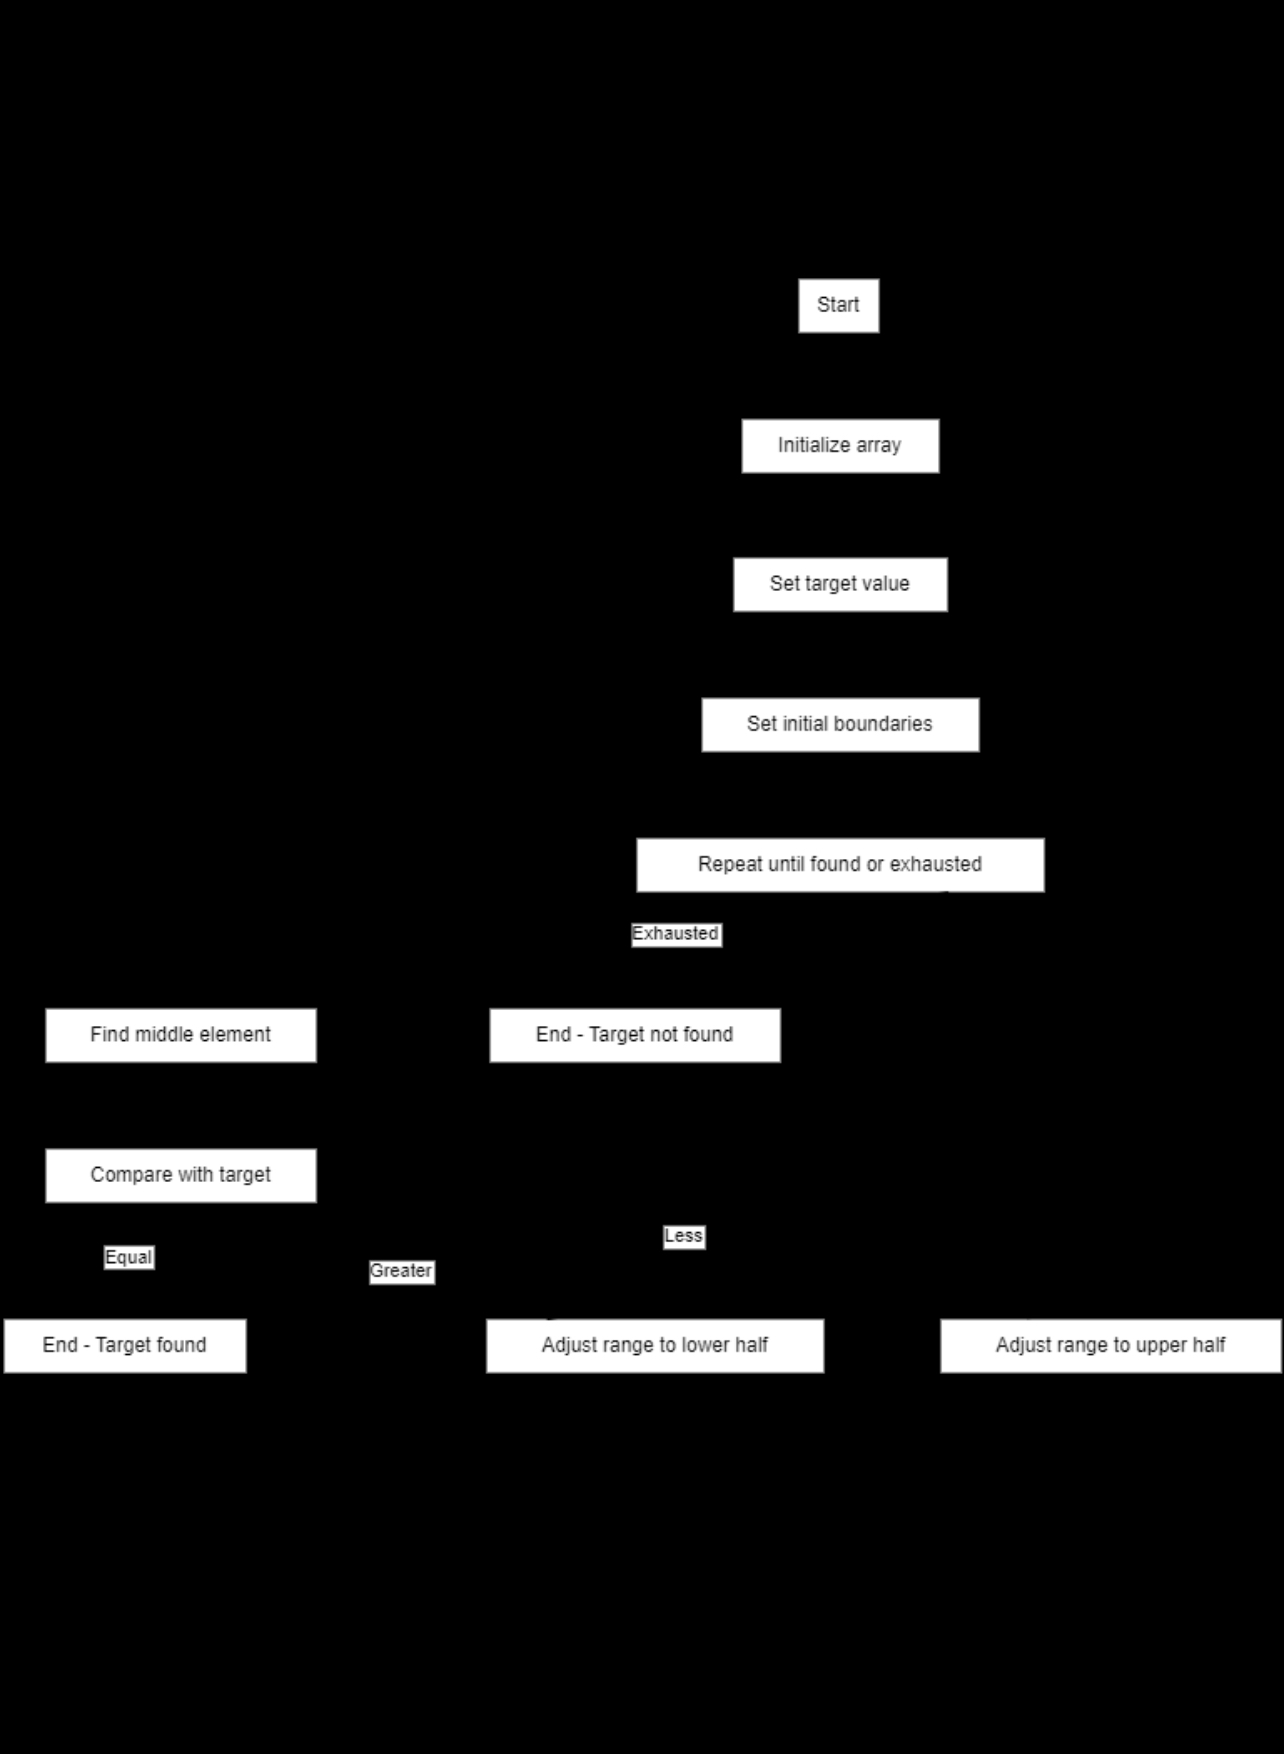 Start
Initialize array
Set target value
Set initial boundaries
Repeat until found or exhausted
Exhausted
Find middle element
End - Target not found
Compare with target
Less
Equal
Greater
End - Target found
Adjust range to lower half
Adjust range to upper half